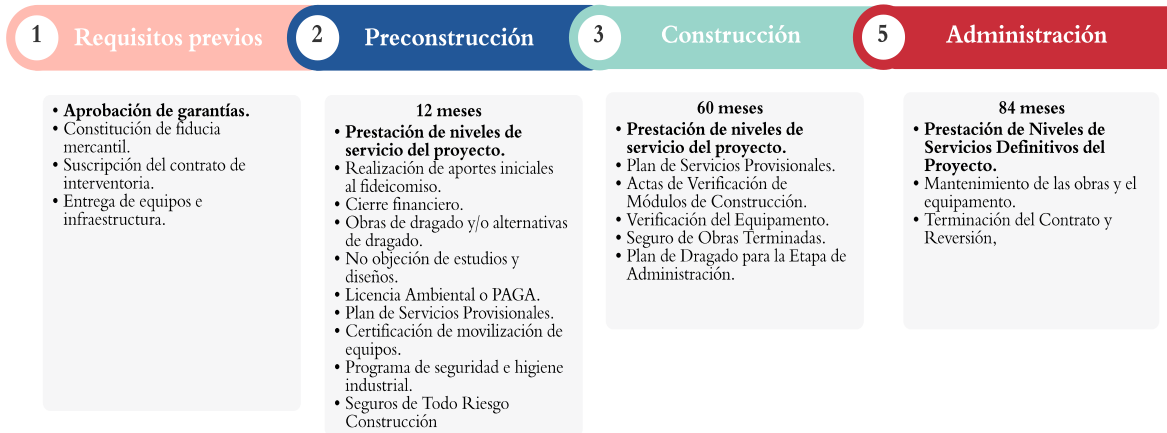 1
Requisitos previos
2
Preconstrucción
3
Construcción
5
Administración
• Aprobación de garantías.
• Constitución de fiducia
mercantil.
• Suscripción del contrato de
interventoria.
• Entrega de equipos e
infraestructura.
12 meses
• Prestación de niveles de
servicio del proyecto.
• Realización de aportes iniciales
al fideicomiso.
• Cierre financiero.
• Obras de dragado y/o alternativas
de dragado.
• No objeción de estudios y
diseños.
• Licencia Ambiental o PAGA.
• Plan de Servicios Provisionales.
• Certificación de movilización de
equipos.
• Programa de seguridad e higiene
industrial.
• Seguros de Todo Riesgo
Construcción
60 meses
• Prestación de niveles de
servicio del proyecto.
• Plan de Servicios Provisionales.
• Actas de Verificación de
Módulos de Construcción.
• Verificación del Equipamento.
• Seguro de Obras Terminadas.
• Plan de Dragado para la Etapa de
Administración.
84 meses
• Prestación de Niveles de
Servicios Definitivos del
Proyecto.
• Mantenimiento de las obras y el
equipamento.
• Terminación del Contrato y
Reversión,